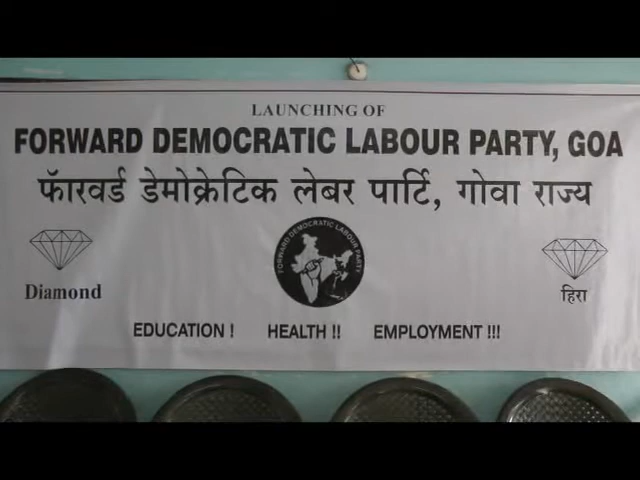 LAUNCHING OF
FORWARD DEMOCRATIC LABOUR PARTY, GOA
फॅारवर्ड डेमोक्रेटिक लेबर पार्टि, गोवा राज्य
FORWARD DEMOCRATIC LABOUR PARTY
Diamond
हिरा
EDUCATION ! HEALTH !! EMPLOYMENT !!!